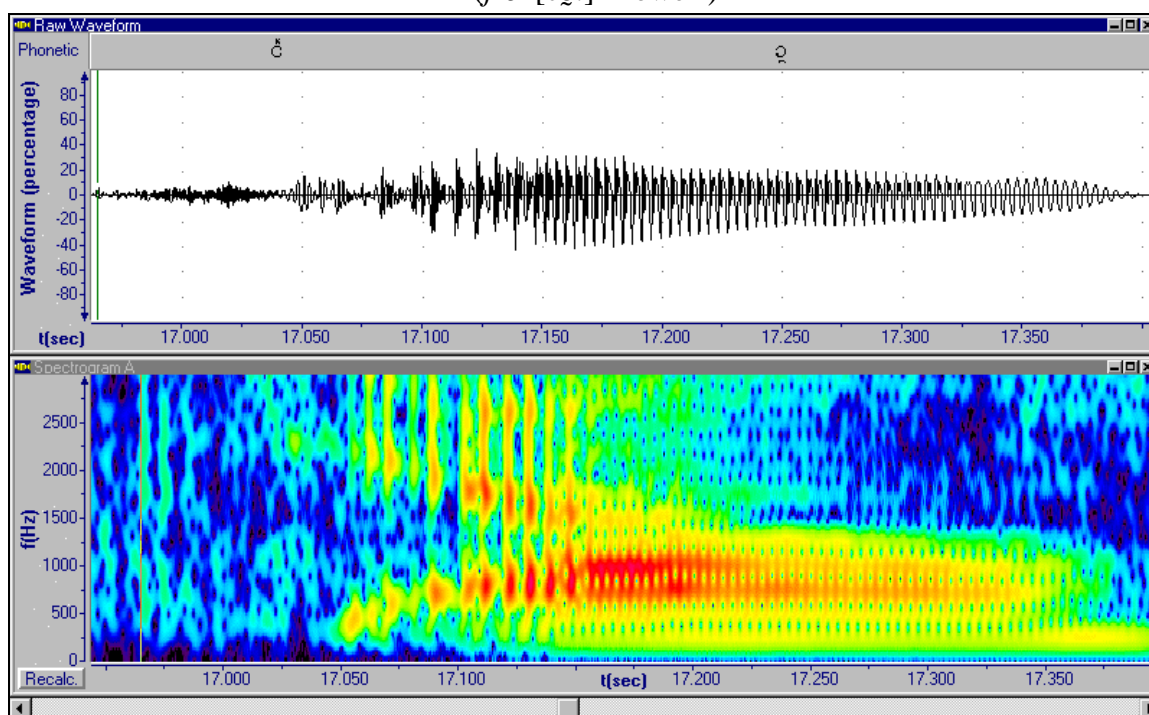 Raw Waveform
Phonetic
Waveform (percentage)
80
60
40
20
0
-20
-40
-60
-80
t(sec) 17.000 17.050 17.100 17.150 17.200 17.250 17.300 17.350
Spectrogram A
f(Hz)
2500
2000
1500
1000
500
0
Recalc. 17.000 17.050 17.100 t(sec) 17.200 17.250 17.300 17.350